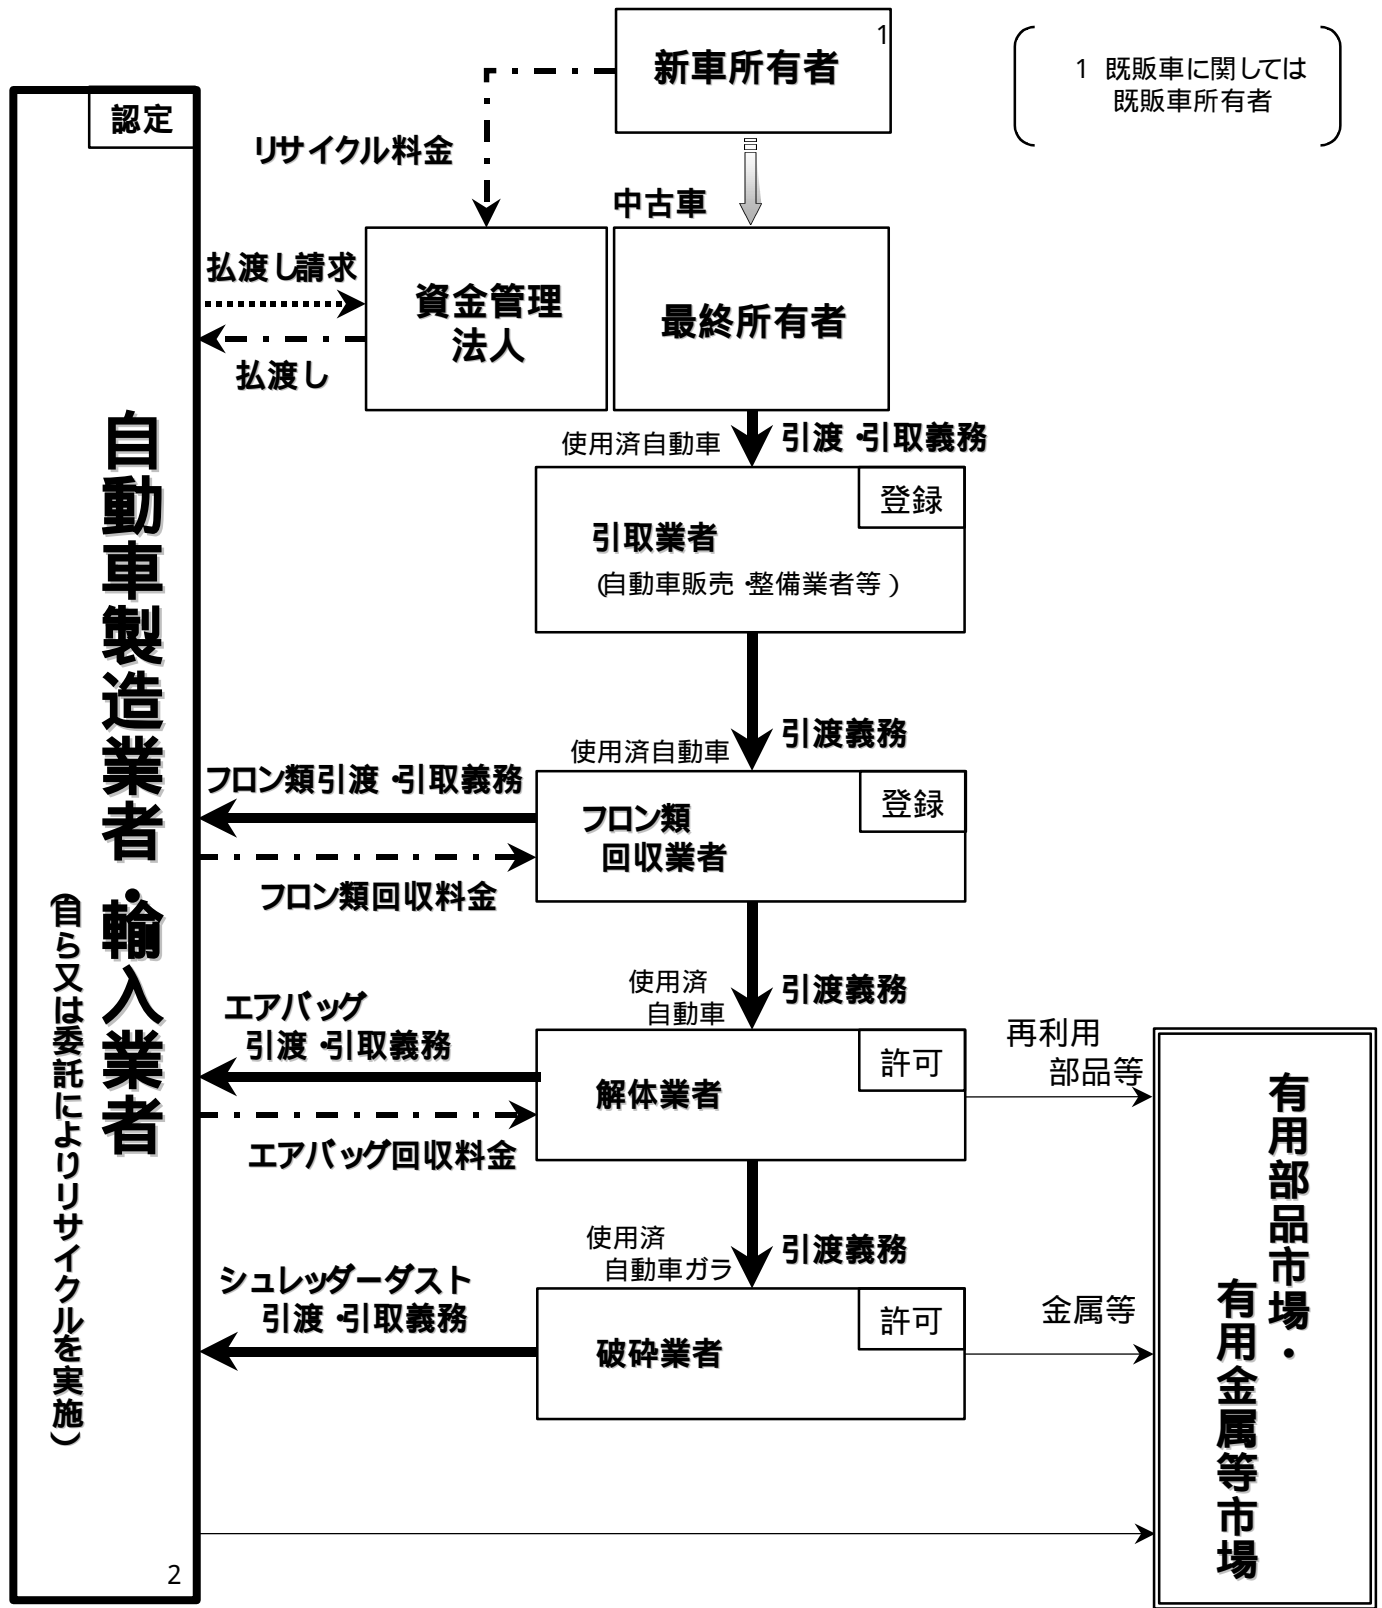 新車所有者
1
1 既販車に関しては
既販車所有者
認定
リサイクル料金
中古車
払渡し請求
資金管理
法人
最終所有者
払渡し
使用済自動車
引渡・引取義務
登録
引取業者
(自動車販売・整備業者等)
使用済自動車
引渡義務
フロン類引渡・引取義務
登録
フロン類
回収業者
フロン類回収料金
使用済
自動車
引渡義務
エアバッグ
引渡・引取義務
許可
解体業者
再利用
部品等
エアバッグ回収料金
使用済
自動車ガラ
引渡義務
シュレッダーダスト
引渡・引取義務
許可
破砕業者
金属等
自動車製造業者・輸入業者
(自ら又は委託によりリサイクルを実施)
2
有用部品市場・
有用金属等市場